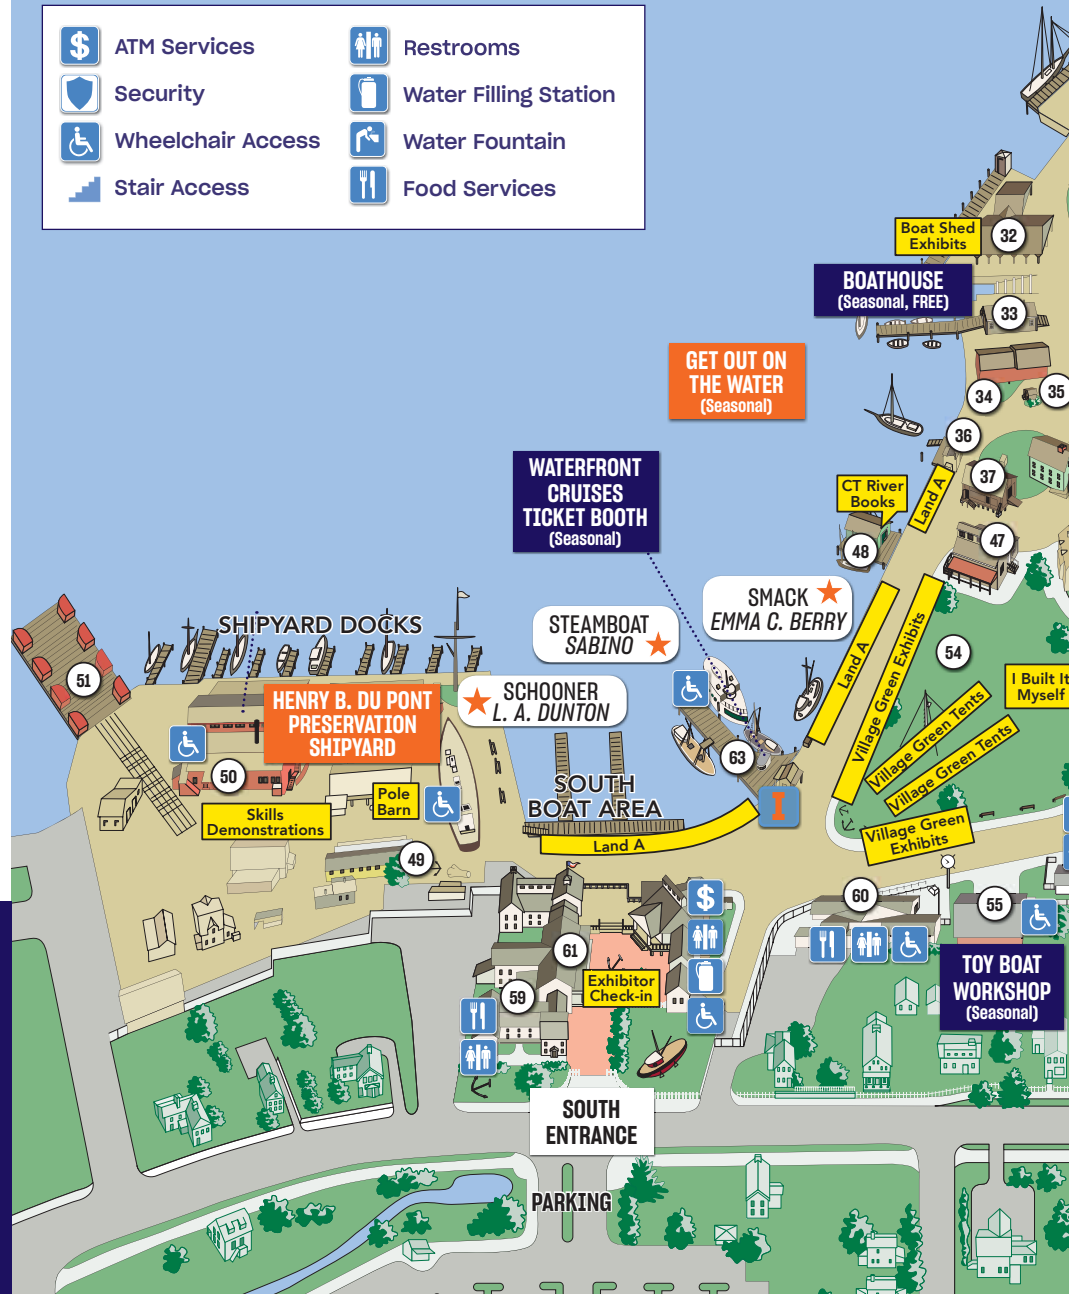 ATM Services
Security
Wheelchair Access
Stair Access
Restrooms
Water Filling Station
Water Fountain
Food Services
Boat Shed
Exhibits
32
BOATHOUSE
(Seasonal, FREE)
33
GET OUT ON
THE WATER
(Seasonal)
34
35
36
37
WATERFRONT
CRUISES
TICKET BOOTH
(Seasonal)
CT River
Books
Land A
48
47
SMACK
EMMA C. BERRY
STEAMBOAT
SABINO
SHIPYARD DOCKS
51
HENRY B. DU PONT
PRESERVATION
SHIPYARD
SCHOONER
L. A. DUNTON
Land A
Village Green Exhibits
54
I Built It
Myself
Village Green Tents
Village Green Tents
63
50
Skills
Demonstrations
Pole
Barn
SOUTH
BOAT AREA
Land A
I
Village Green
Exhibits
49
$
60
55
61
59
Exhibitor
Check-in
TOY BOAT
WORKSHOP
(Seasonal)
SOUTH
ENTRANCE
PARKING